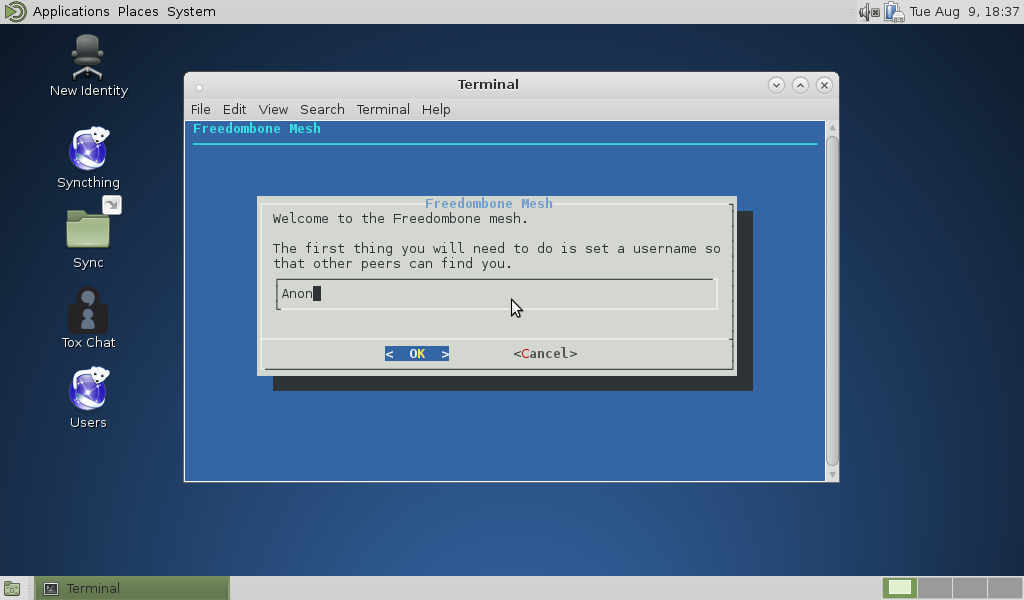 Applications Places System
Tue Aug 9, 18:37
New Identity
Syncthing
Sync
Tox Chat
Users
Terminal
File Edit View Search Terminal Help
Freedombone Mesh
Freedombone Mesh
Welcome to the Freedombone mesh.
The first thing you will need to do is set a username so
that other peers can find you.
Anon
< OK > <Cancel>
Terminal